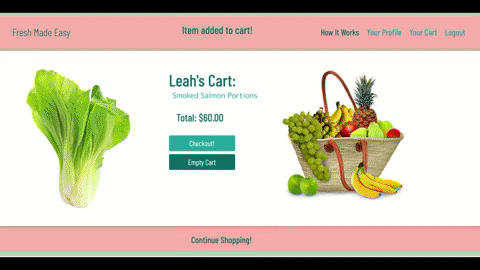 Fresh Made Easy
Item added to cart!
How It Works
Your Profile
Your Cart
Logout
Leah's Cart:
Smoked Salmon Portions
Total: $60.00
Checkout!
Empty Cart
Continue Shopping!